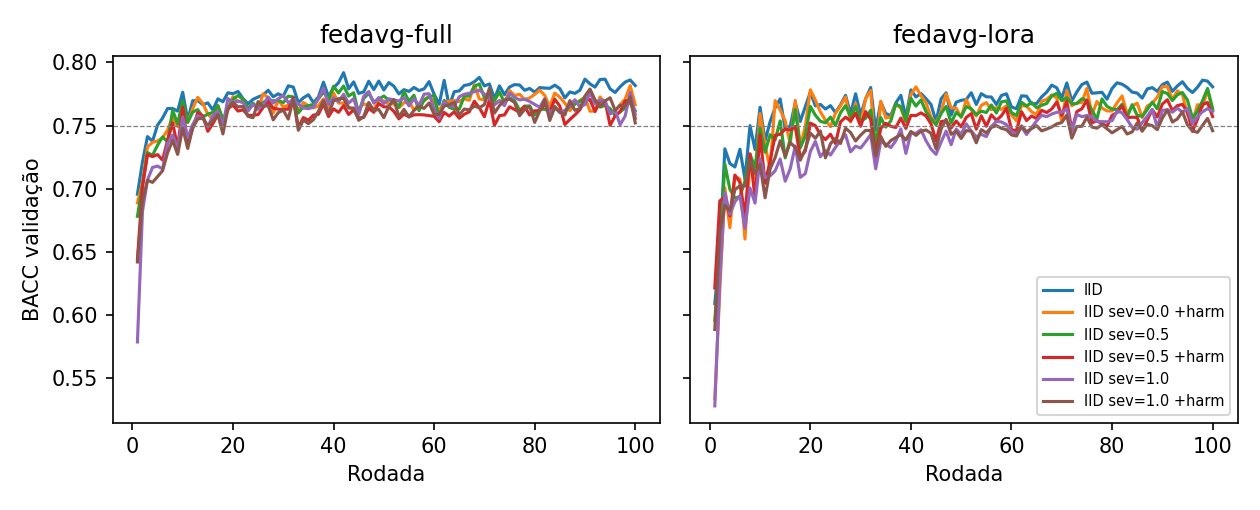 fedavg-full
fedavg-lora
BACC validação
0.80
0.75
0.70
0.65
0.60
0.55
0
20
40
60
80
100
Rodada
0
20
40
60
80
100
Rodada
IID
IID sev=0.0 +harm
IID sev=0.5
IID sev=0.5 +harm
IID sev=1.0
IID sev=1.0 +harm